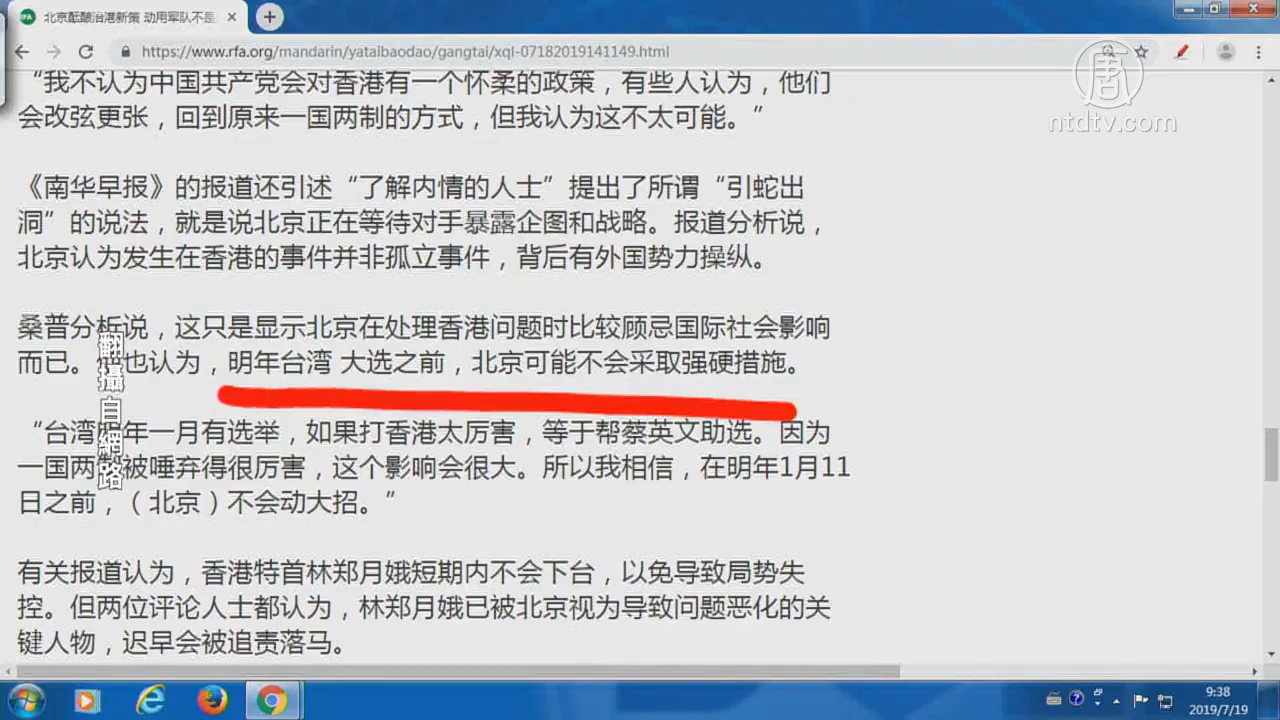 北京酝酿治港新策 动用军队不是
https://www.rfa.org/mandarin/yataibaodao/gangtai/xql-07182019141149.html
唐
ntdtv.com
“我不认为中国共产党会对香港有一个怀柔的政策，有些人认为，他们
会改弦更张，回到原来一国两制的方式，但我认为这不太可能。”
《南华早报》的报道还引述“了解内情的人士”提出了所谓“引蛇出
洞”的说法，就是说北京正在等待对手暴露企图和战略。报道分析说，
北京认为发生在香港的事件并非孤立事件，背后有外国势力操纵。
桑普分析说，这只是显示北京在处理香港问题时比较顾忌国际社会影响
而已。他也认为，明年台湾 大选之前，北京可能不会采取强硬措施。
“台湾明年一月有选举，如果打香港太厉害，等于帮蔡英文助选。因为
一国两制被唾弃得很厉害，这个影响会很大。所以我相信，在明年1月11
日之前，（北京）不会动大招。”
有关报道认为，香港特首林郑月娥短期内不会下台，以免导致局势失
控。但两位评论人士都认为，林郑月娥已被北京视为导致问题恶化的关
键人物，迟早会被追责落马。
翻攝自網路
9:38
2019/7/19